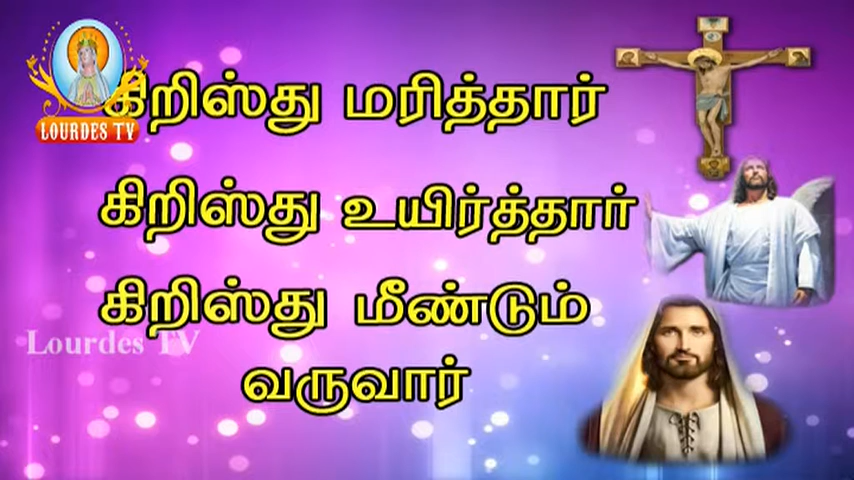 கிறிஸ்து மரித்தார்
LOURDES TV
கிறிஸ்து உயிர்த்தார்
கிறிஸ்து மீண்டும்
Lourdes TV
வருவார்